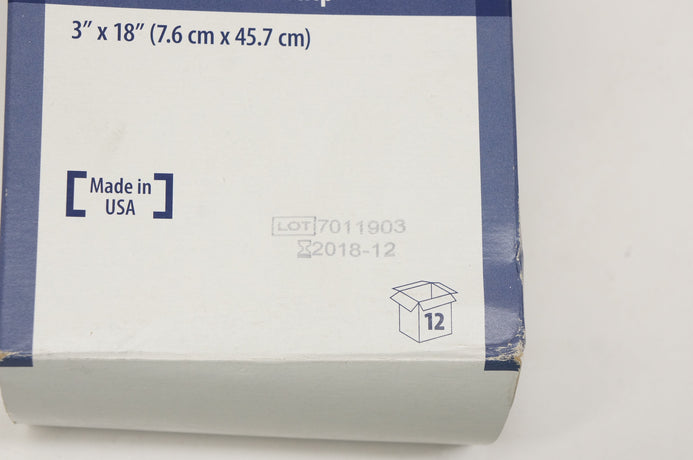 3” x 18” (7.6 cm x 45.7 cm)
Made in
USA
LOT 7011903
2018-12
12